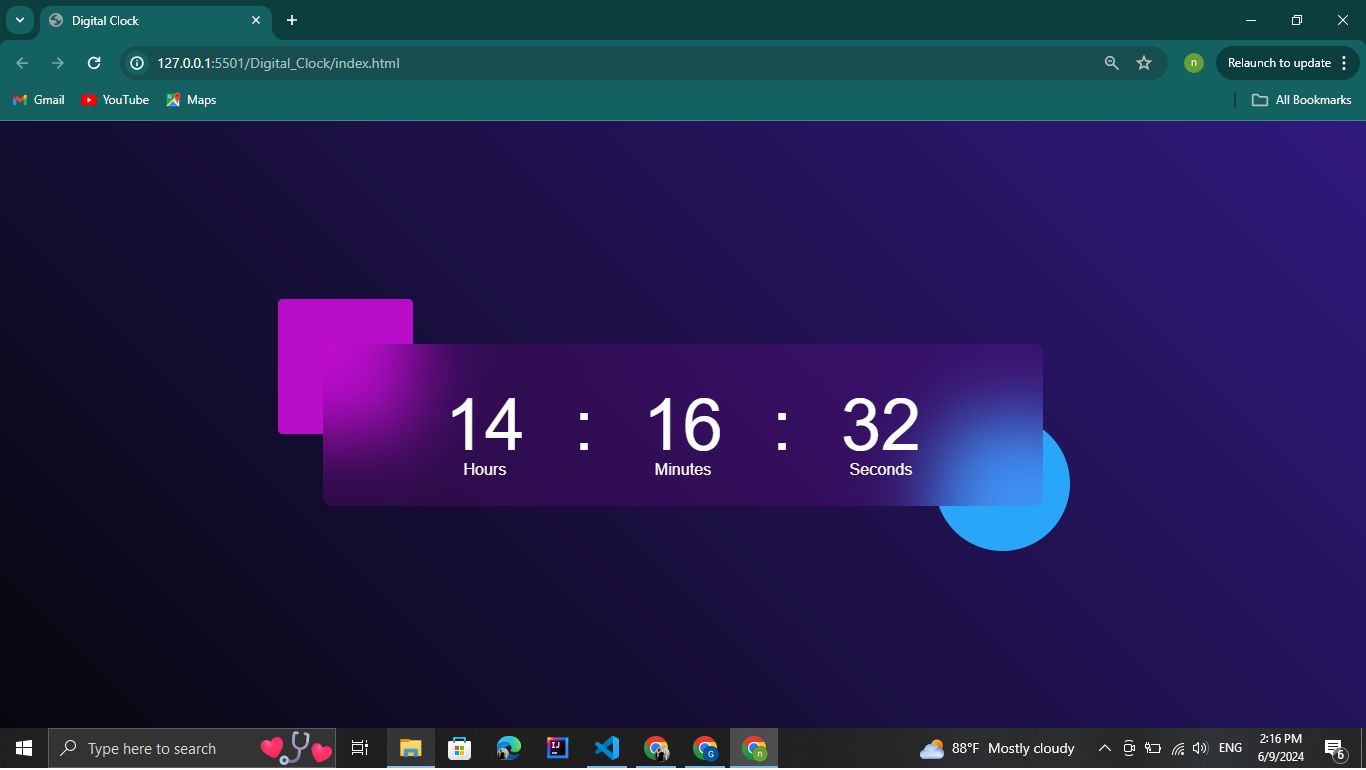 Digital Clock
127.0.0.1:5501/Digital_Clock/index.html
n
Relaunch to update
Gmail
YouTube
Maps
All Bookmarks
14 : 16 : 32
Hours Minutes Seconds
Type here to search
IJ
G
n
88°F Mostly cloudy
ENG
2:16 PM
6/9/2024
6